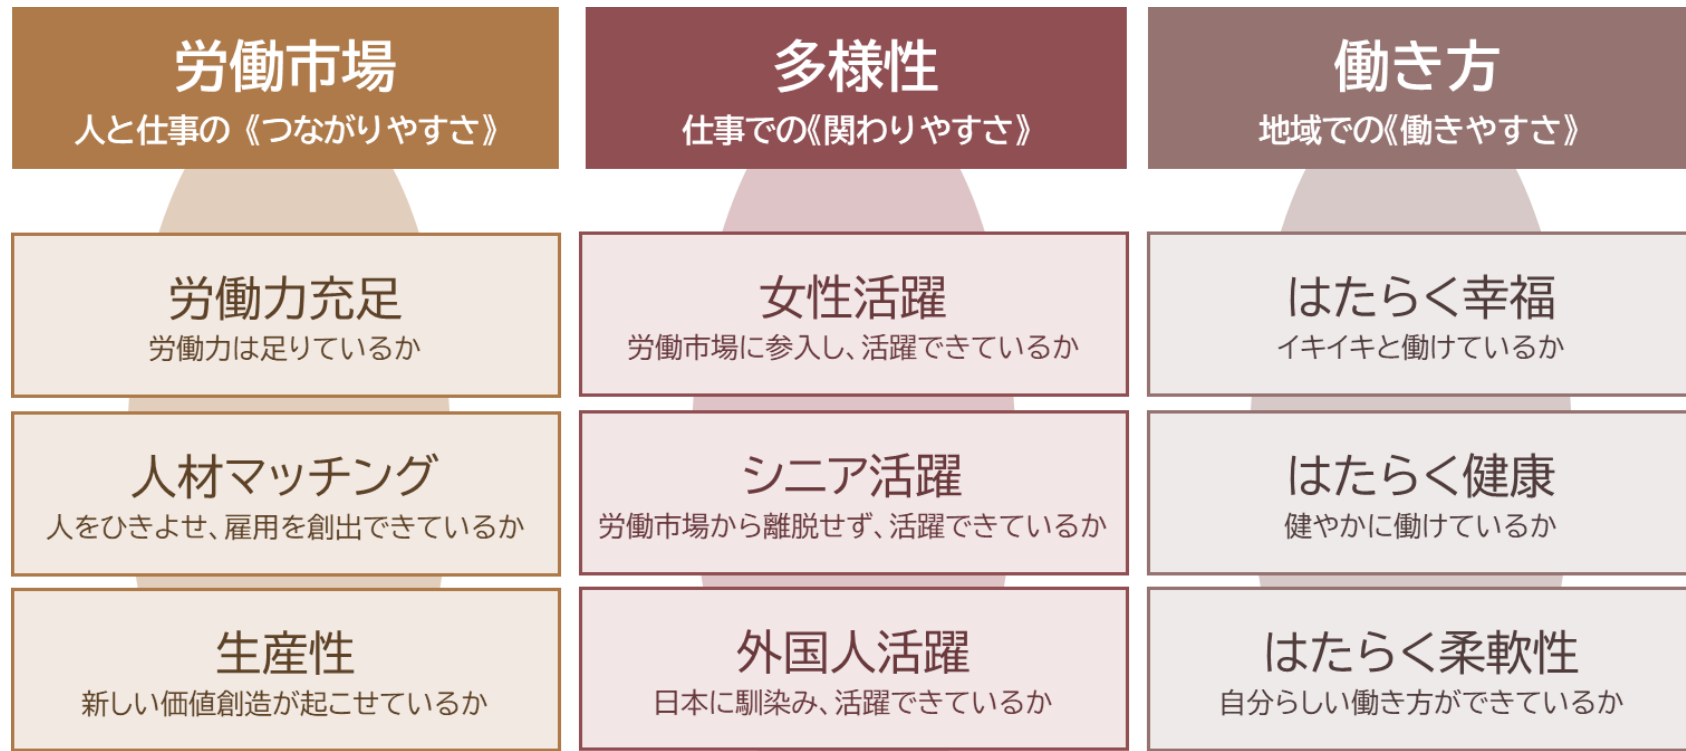 労働市場
人と仕事の《つながりやすさ》
労働力充足
労働力は足りているか
人材マッチング
人をひきよせ、雇用を創出できているか
生産性
新しい価値創造が起こせているか
多様性
仕事での《関わりやすさ》
女性活躍
労働市場に参入し、活躍できているか
シニア活躍
労働市場から離脱せず、活躍できているか
外国人活躍
日本に馴染み、活躍できているか
働き方
地域での《働きやすさ》
はたらく幸福
イキイキと働けているか
はたらく健康
健やかに働けているか
はたらく柔軟性
自分らしい働き方ができているか